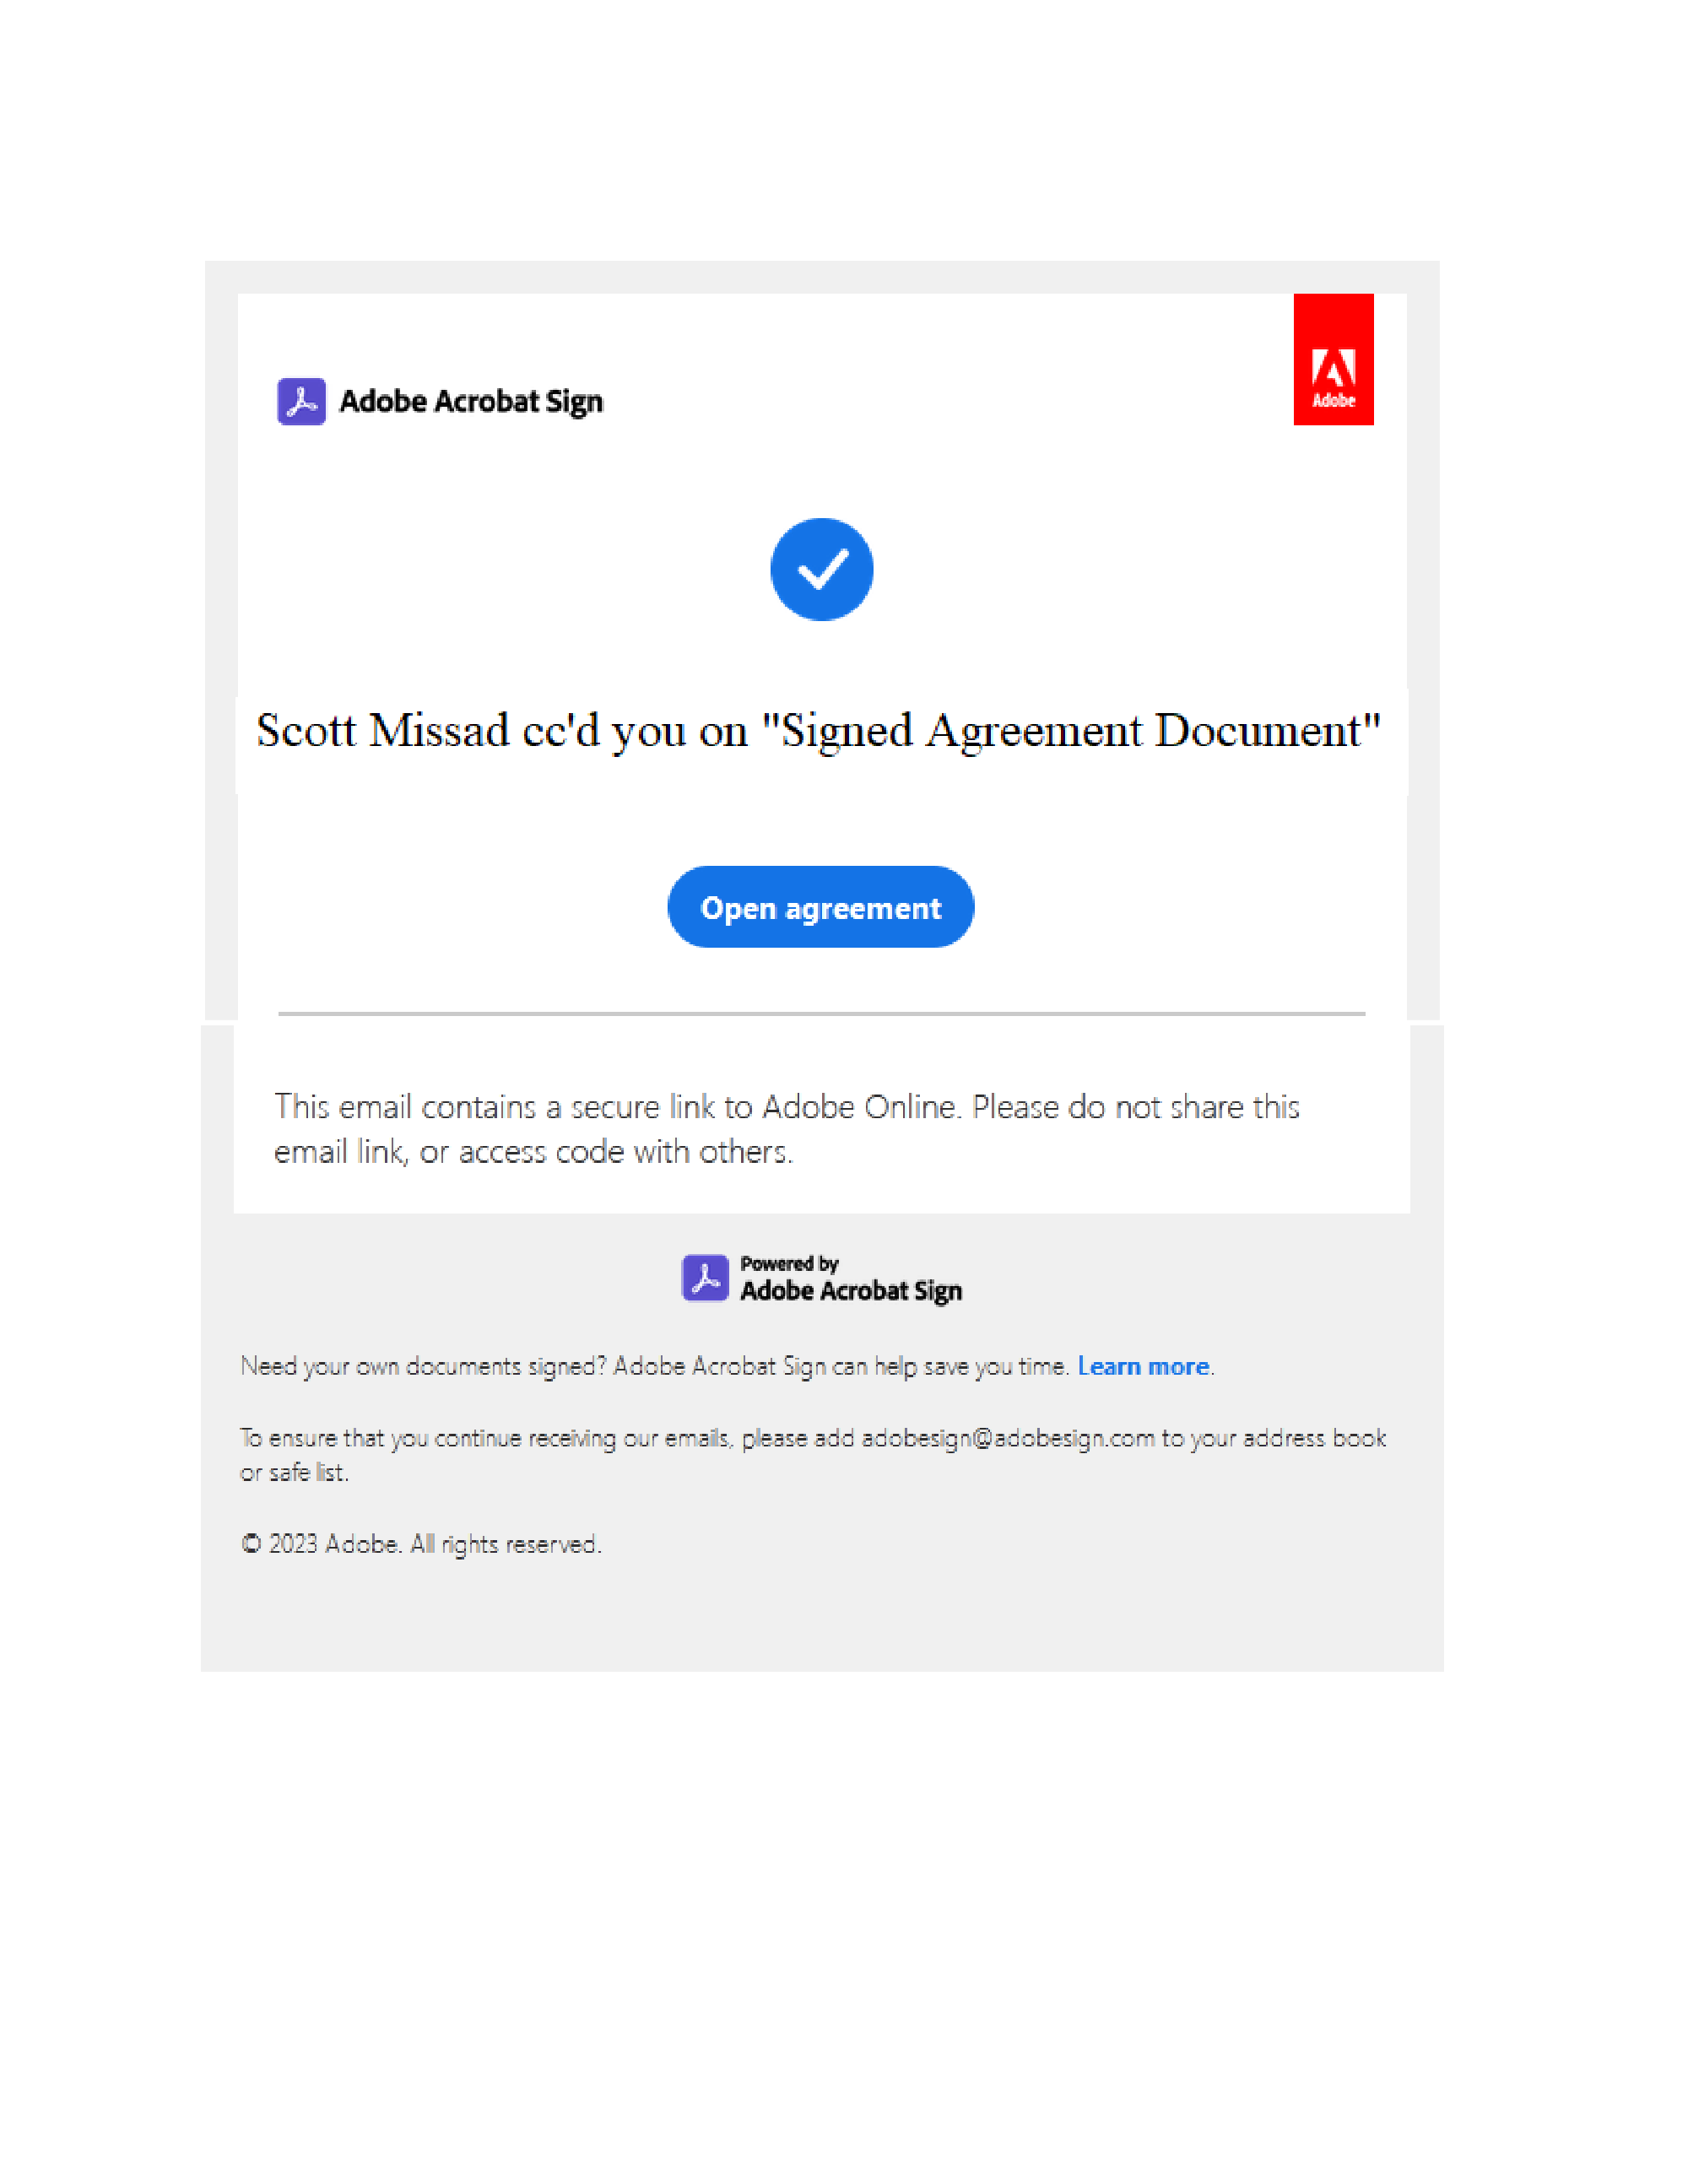 Adobe
Adobe Acrobat Sign
Scott Missad cc'd you on "Signed Agreement Document"
Open agreement
This email contains a secure link to Adobe Online. Please do not share this
email link, or access code with others.
Powered by
Adobe Acrobat Sign
Need your own documents signed? Adobe Acrobat Sign can help save you time. Learn more.
To ensure that you continue receiving our emails, please add adobesign@adobesign.com to your address book
or safe list.
© 2023 Adobe. All rights reserved.